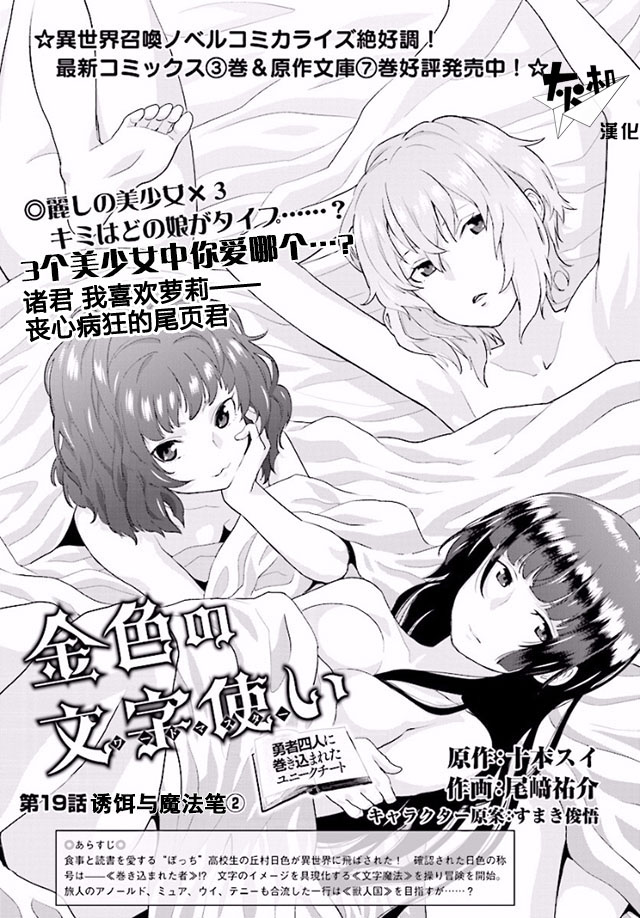 ☆異世界召喚ノベルコミカライズ絶好調！
最新コミックス③巻＆原作文庫⑦巻好評発売中！☆
漢化
◎麗しの美少女×３
キミはどの娘がタイプ……？
3个美少女中你爱哪个…?
诸君 我喜欢萝莉——
丧心病狂的尾页君
金色の
文字使い
ワードマスター
勇者四人に
巻き込まれた
ユニークチート
第19話 诱饵与魔法笔②
原作：十本スイ
作画：尾崎祐介
キャラクター原案：すまき俊悟
◎あらすじ◎
食事と読書を愛する“ぼっち”高校生の丘村日色が異世界に飛ばされた！ 確認された日色の称
号は――《巻き込まれた者》!? 文字のイメージを具現化する《文字魔法》を操り冒険を開始。
旅人のアノールド、ミュア、ウイ、テニーも合流した一行は《獣人国》を目指すが……？